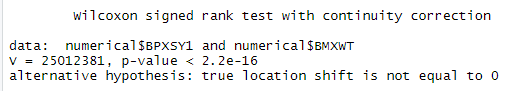 Wilcoxon signed rank test with continuity correction
data:  numerical$BPXSY1 and numerical$BMXWT
V = 25012381, p-value < 2.2e-16
alternative hypothesis: true location shift is not equal to 0